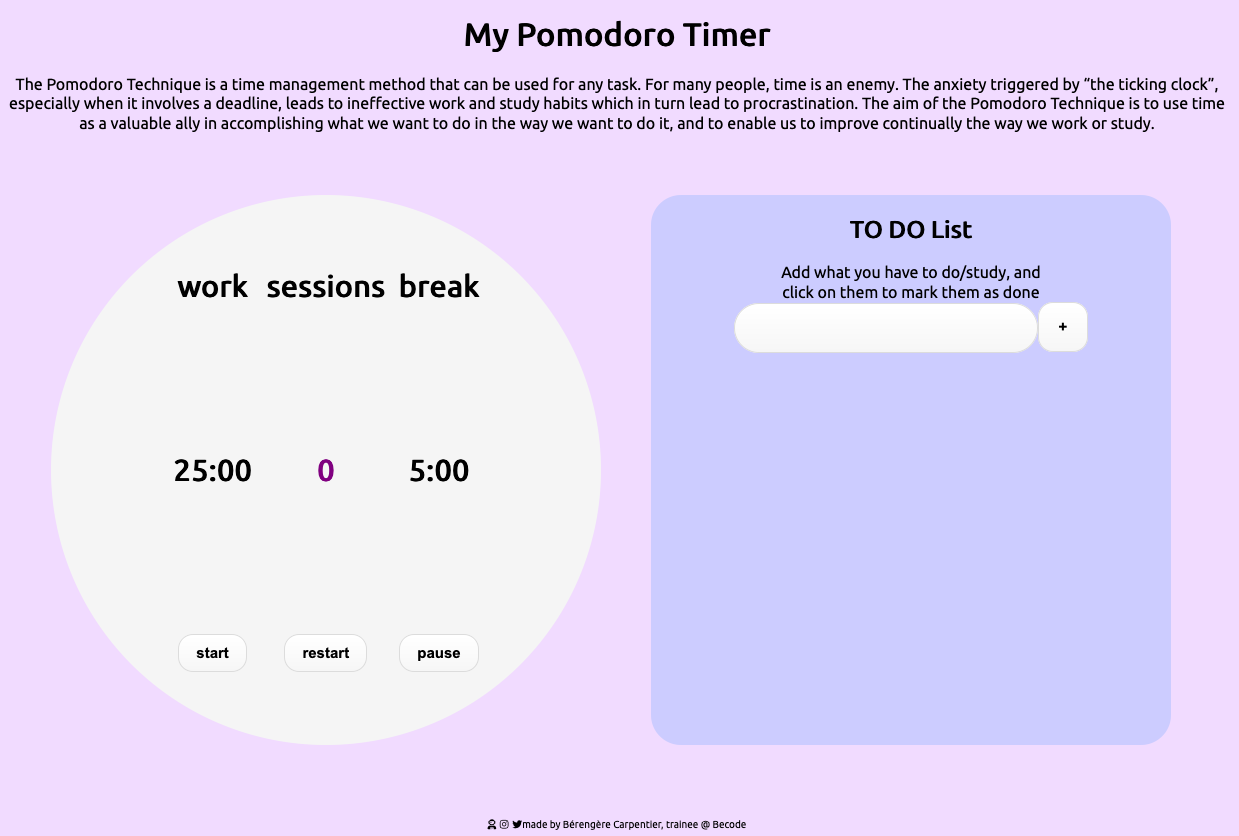 My Pomodoro Timer
The Pomodoro Technique is a time management method that can be used for any task. For many people, time is an enemy. The anxiety triggered by “the ticking clock”,
especially when it involves a deadline, leads to ineffective work and study habits which in turn lead to procrastination. The aim of the Pomodoro Technique is to use time
as a valuable ally in accomplishing what we want to do in the way we want to do it, and to enable us to improve continually the way we work or study.
work sessions break
25:00 0 5:00
start restart pause
TO DO List
Add what you have to do/study, and
click on them to mark them as done
+
made by Bérengère Carpentier, trainee @ Becode